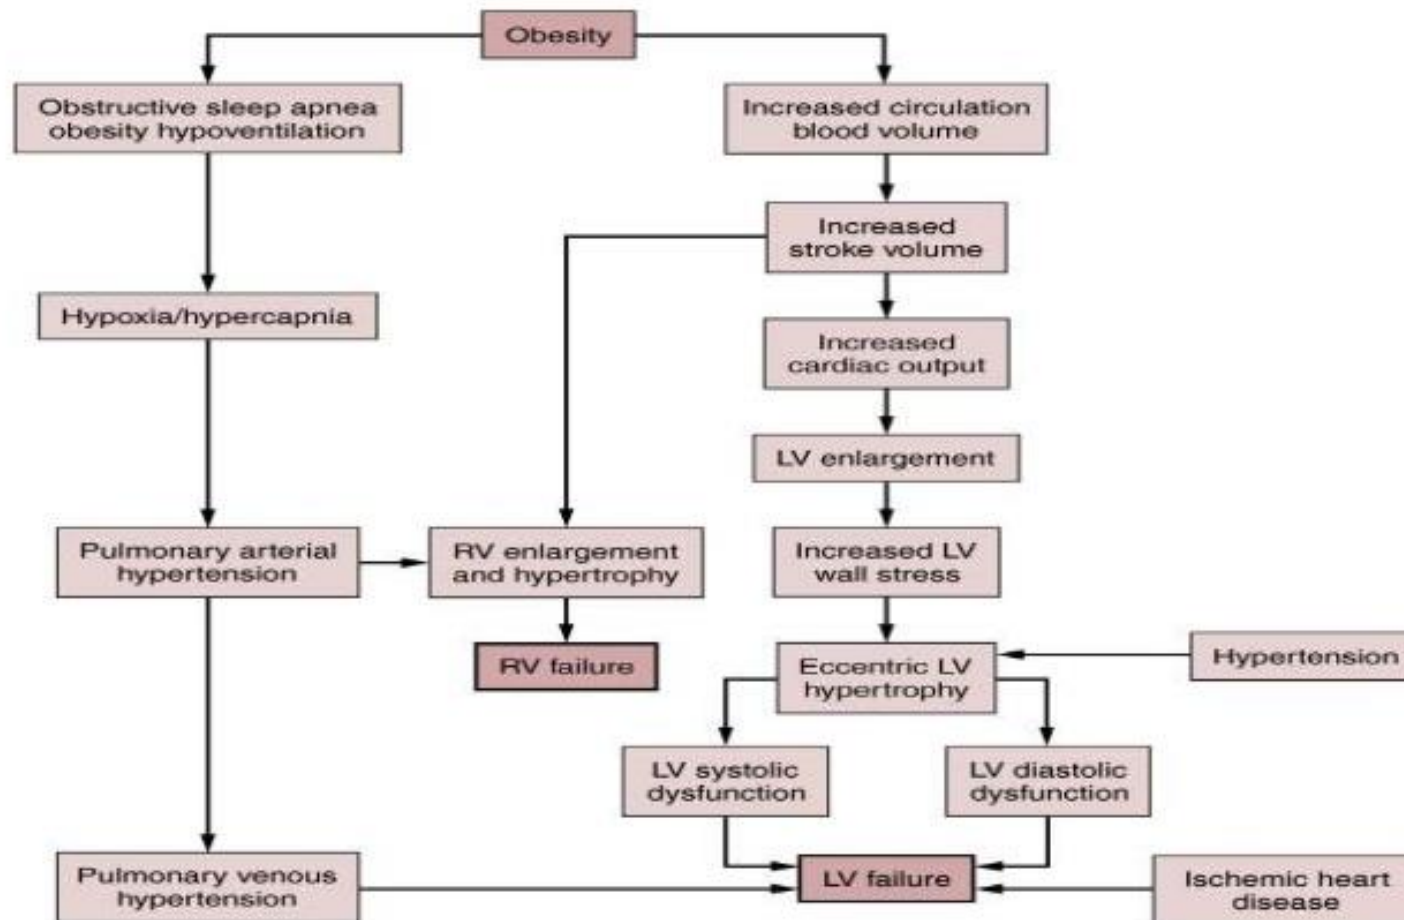 Obesity
Obstructive sleep apnea
obesity hypoventilation
Increased circulation
blood volume
Increased
stroke volume
Hypoxia/hypercapnia
Increased
cardiac output
LV enlargement
Pulmonary arterial
hypertension
RV enlargement
and hypertrophy
Increased LV
wall stress
RV failure
Eccentric LV
hypertrophy
Hypertension
LV systolic
dysfunction
LV diastolic
dysfunction
Pulmonary venous
hypertension
LV failure
Ischemic heart
disease